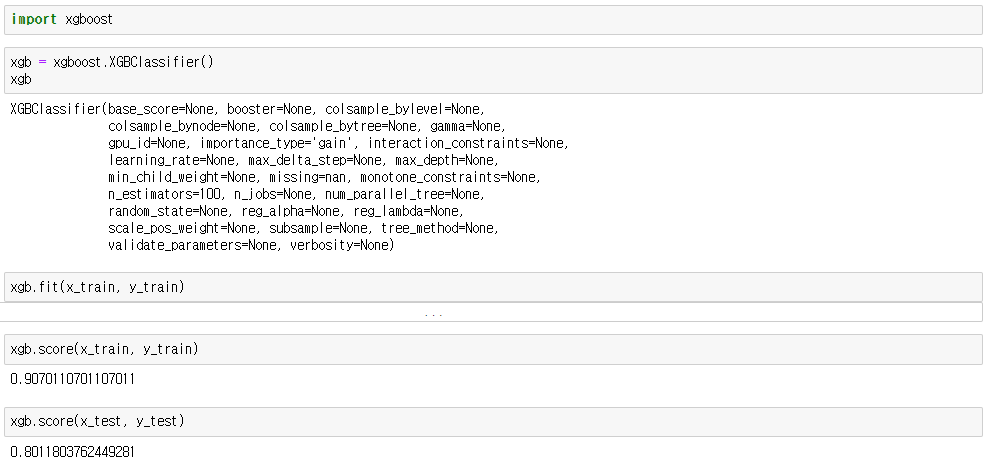 import xgboost
xgb = xgboost.XGBClassifier()
xgb
XGBClassifier(base_score=None, booster=None, colsample_bylevel=None,
colsample_bynode=None, colsample_bytree=None, gamma=None,
gpu_id=None, importance_type='gain', interaction_constraints=None,
learning_rate=None, max_delta_step=None, max_depth=None,
min_child_weight=None, missing=nan, monotone_constraints=None,
n_estimators=100, n_jobs=None, num_parallel_tree=None,
random_state=None, reg_alpha=None, reg_lambda=None,
scale_pos_weight=None, subsample=None, tree_method=None,
validate_parameters=None, verbosity=None)
xgb.fit(x_train, y_train)
...
xgb.score(x_train, y_train)
0.9070110701107011
xgb.score(x_test, y_test)
0.8011803762449281